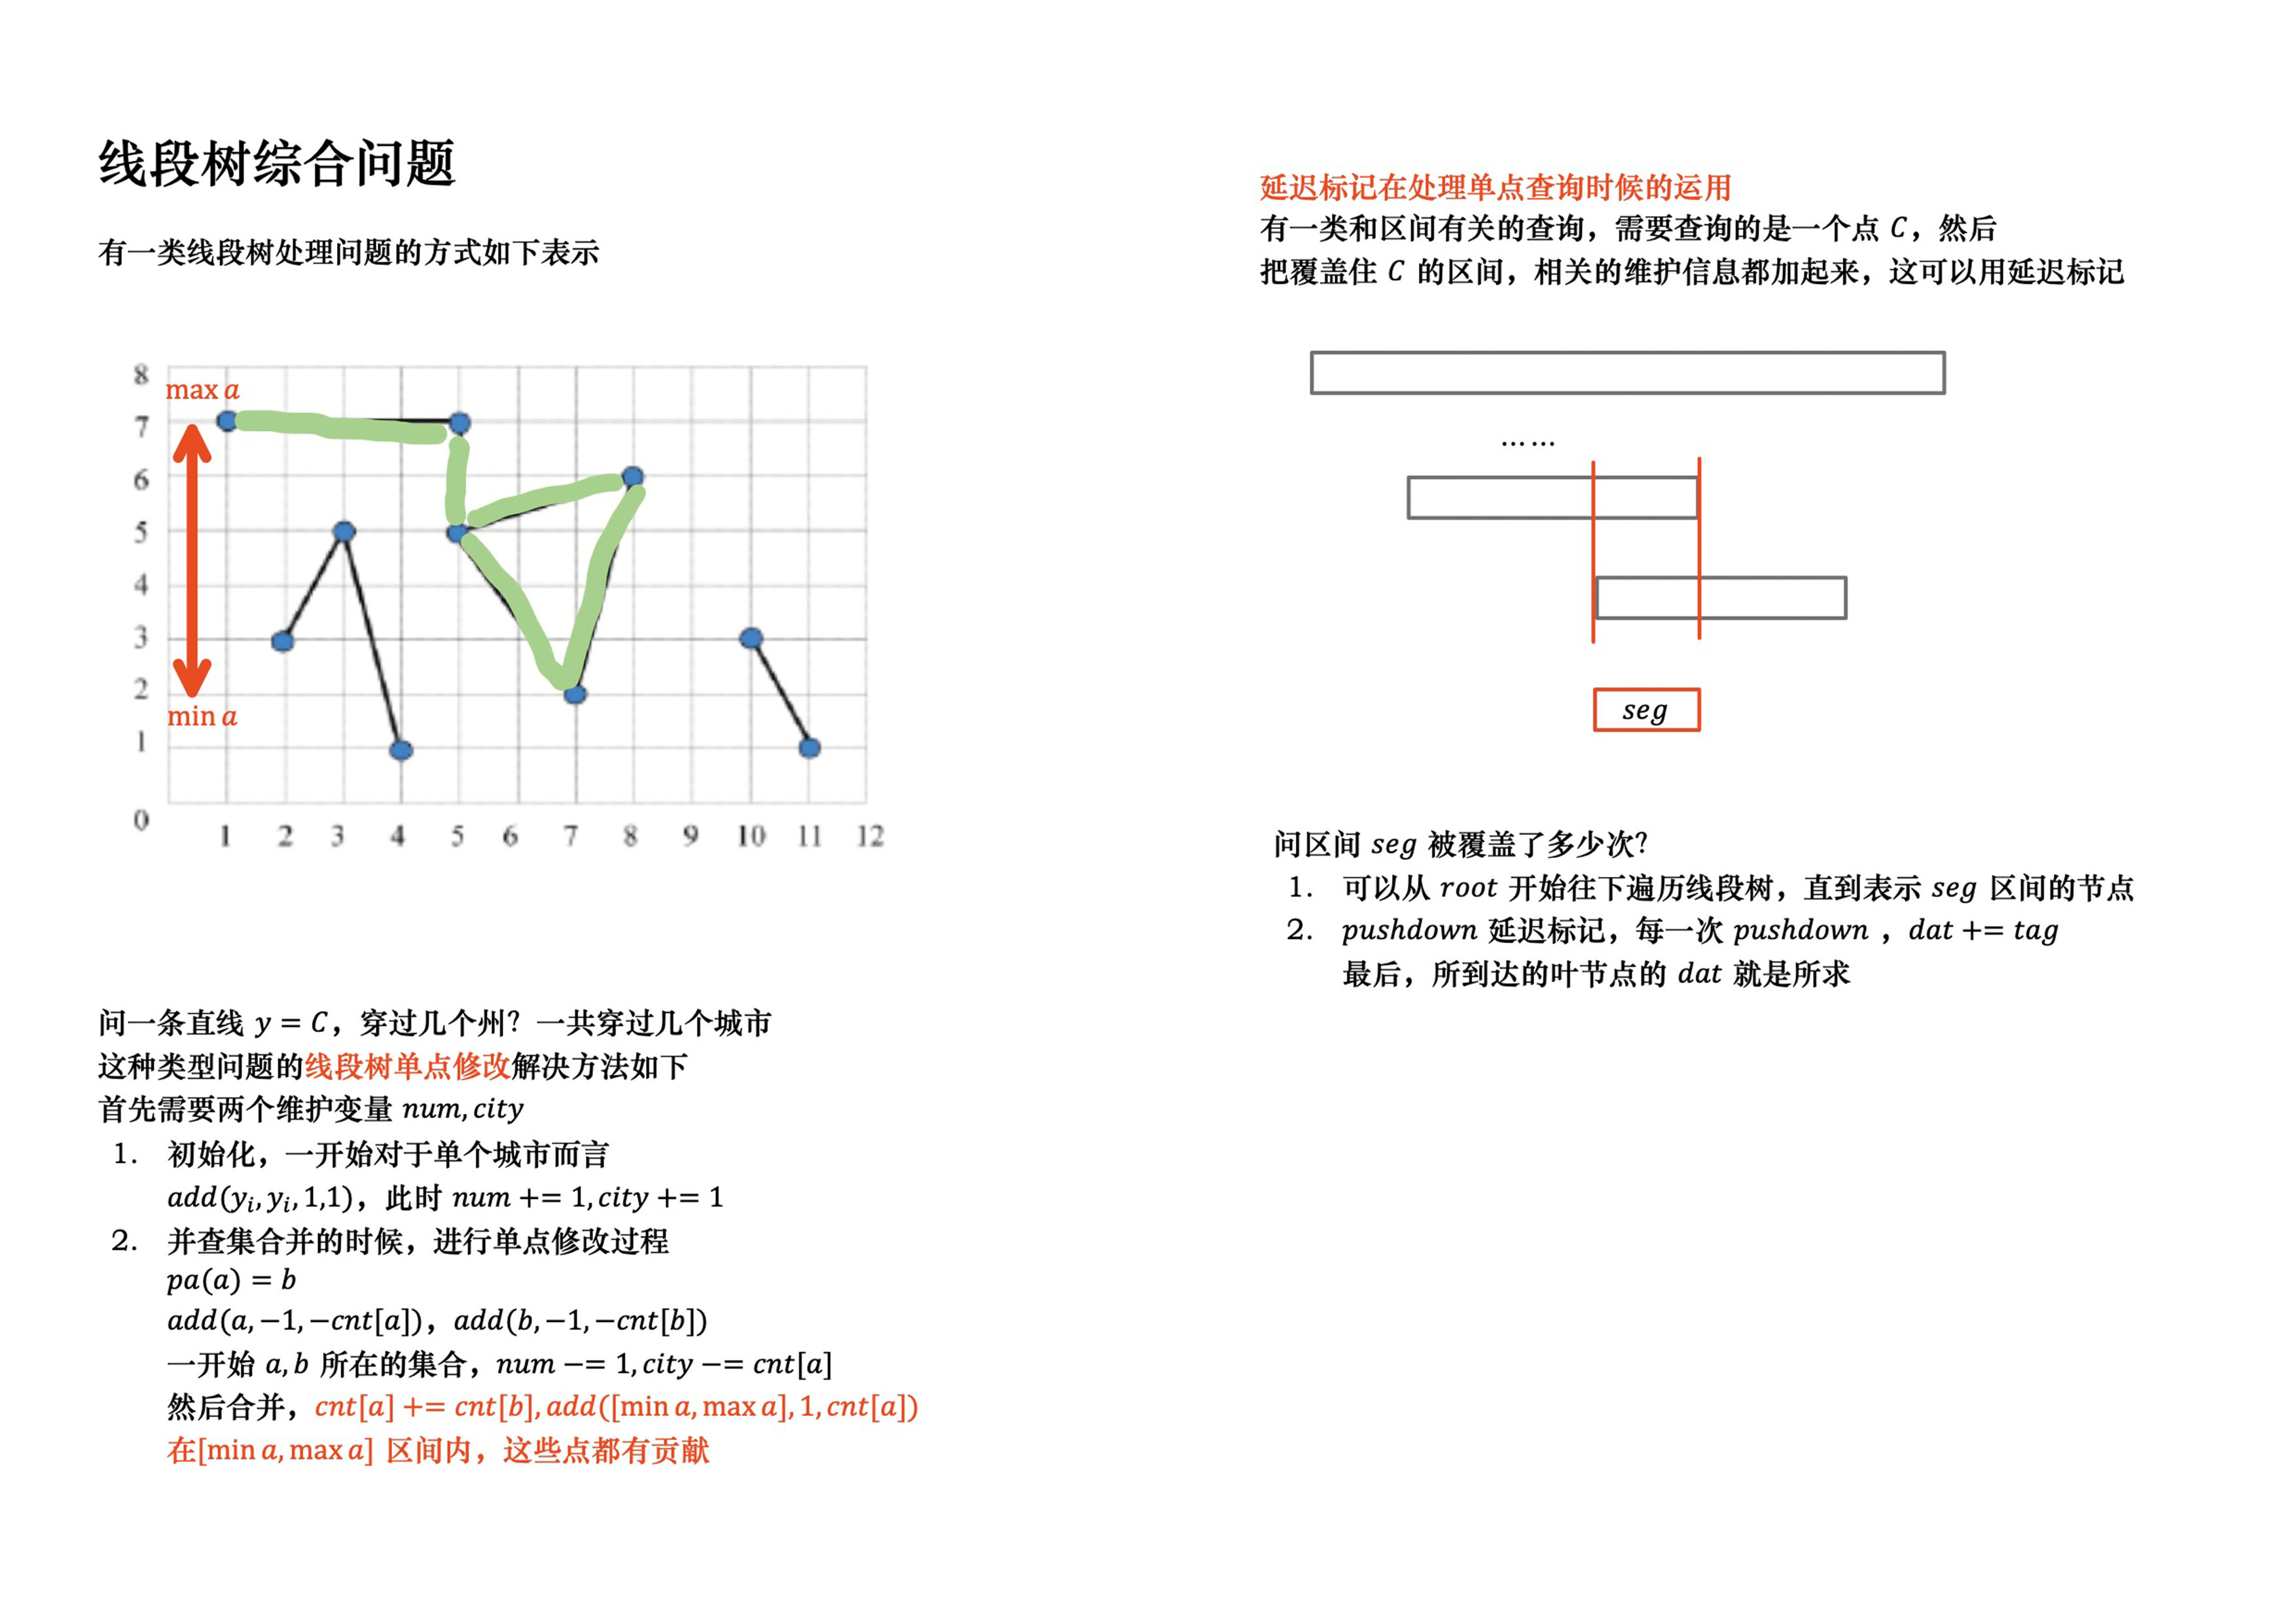 线段树综合问题
有一类线段树处理问题的方式如下表示
8
max a
7
6
5
4
3
2
min a
1
0
1 2 3 4 5 6 7 8 9 10 11 12
问一条直线 y = C，穿过几个州？一共穿过几个城市
这种类型问题的线段树单点修改解决方法如下
首先需要两个维护变量 num, city
1. 初始化，一开始对于单个城市而言
add(yᵢ, yᵢ, 1,1)，此时 num += 1, city += 1
2. 并查集合并的时候，进行单点修改过程
pa(a) = b
add(a, −1, −cnt[a])，add(b, −1, −cnt[b])
一开始 a, b 所在的集合，num −= 1, city −= cnt[a]
然后合并，cnt[a] += cnt[b], add([min a, max a], 1, cnt[a])
在[min a, max a] 区间内，这些点都有贡献
延迟标记在处理单点查询时候的运用
有一类和区间有关的查询，需要查询的是一个点 C，然后
把覆盖住 C 的区间，相关的维护信息都加起来，这可以用延迟标记
……
seg
问区间 seg 被覆盖了多少次？
1. 可以从 root 开始往下遍历线段树，直到表示 seg 区间的节点
2. pushdown 延迟标记，每一次 pushdown ，dat += tag
最后，所到达的叶节点的 dat 就是所求